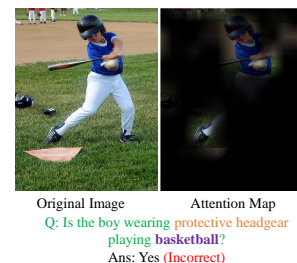 Original Image
Attention Map
Q: Is the boy wearing protective headgear
playing basketball?
Ans: Yes (Incorrect)